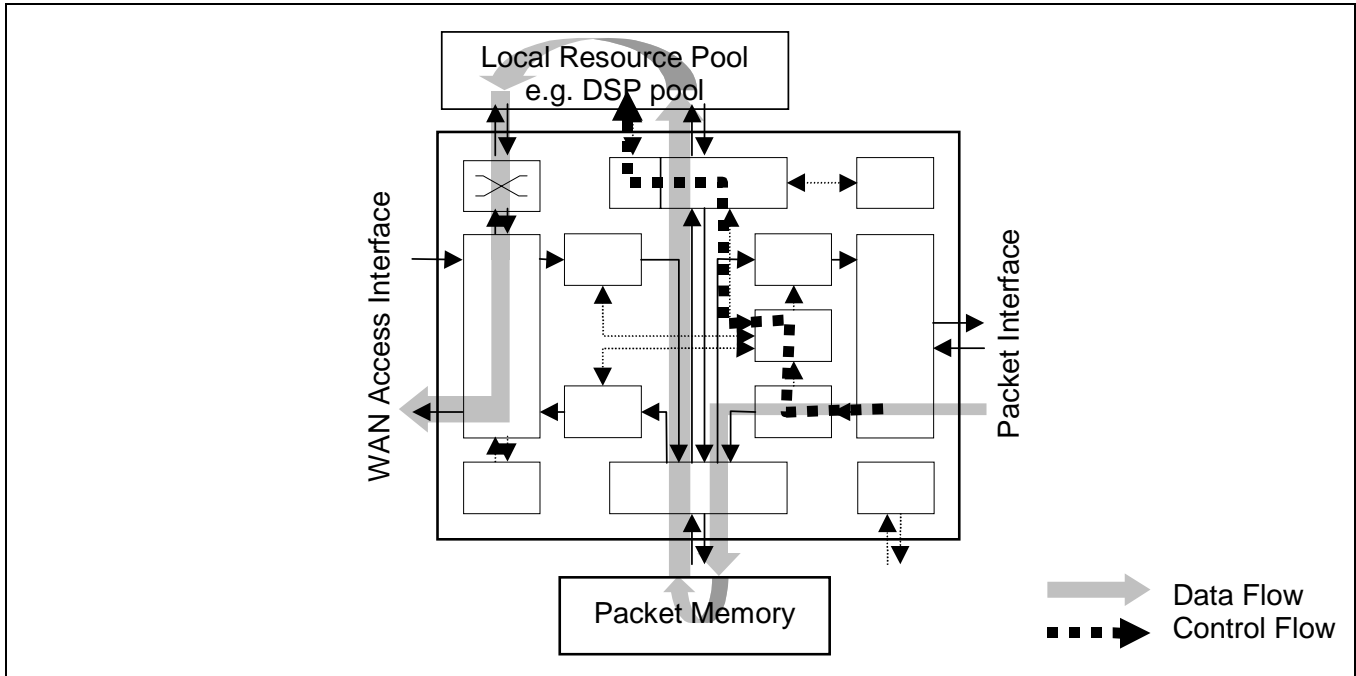 Local Resource Pool
e.g. DSP pool
WAN Access Interface
Packet Interface
Packet Memory
Data Flow
Control Flow